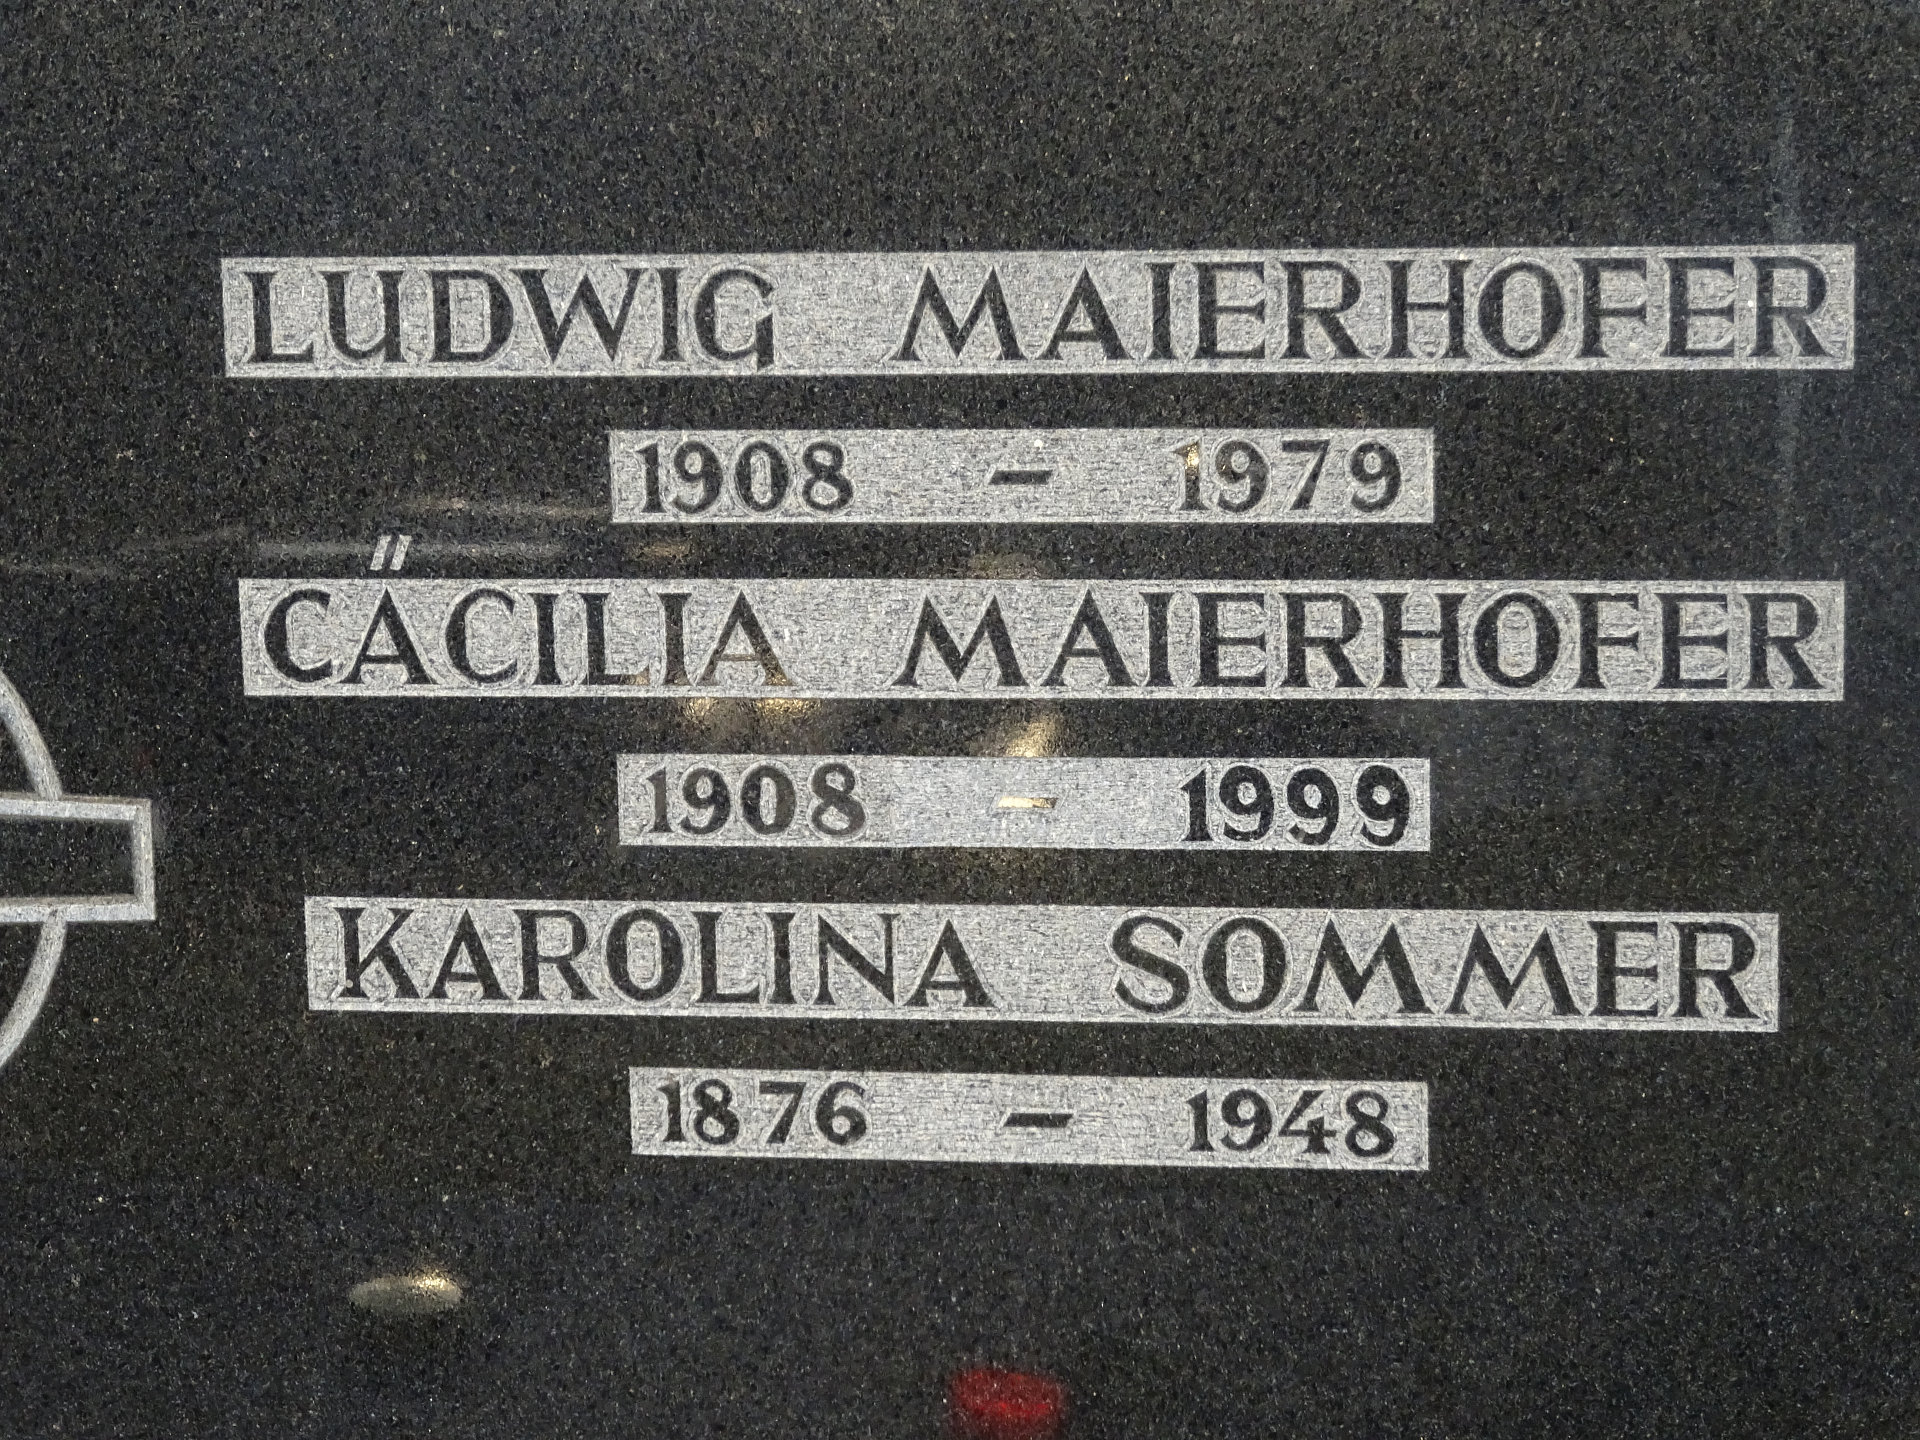 LUDWIG MAIERHOFER
1908 – 1979
CÄCILIA MAIERHOFER
1908 – 1999
KAROLINA SOMMER
1876 – 1948